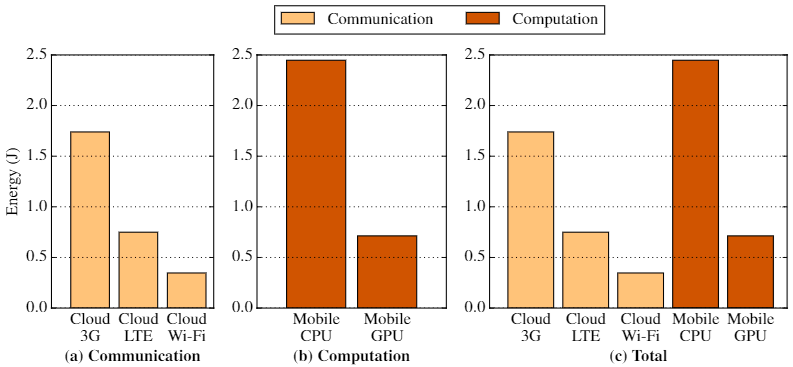 Communication
Computation
Energy (J)
2.5
2.0
1.5
1.0
0.5
0.0
Cloud Cloud Cloud
3G LTE Wi-Fi
(a) Communication
2.5
2.0
1.5
1.0
0.5
0.0
Mobile Mobile
CPU GPU
(b) Computation
2.5
2.0
1.5
1.0
0.5
0.0
Cloud Cloud Cloud Mobile Mobile
3G LTE Wi-Fi CPU GPU
(c) Total